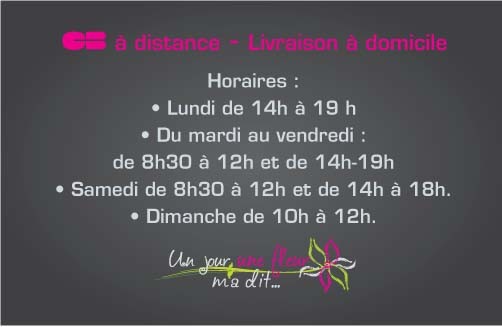 CB à distance - Livraison à domicile
Horaires :
• Lundi de 14h à 19 h
• Du mardi au vendredi :
de 8h30 à 12h et de 14h-19h
• Samedi de 8h30 à 12h et de 14h à 18h.
• Dimanche de 10h à 12h.
Un jour une fleur
m'a dit...